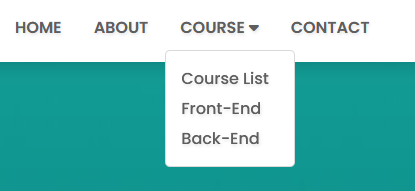 HOME ABOUT COURSE CONTACT
Course List
Front-End
Back-End